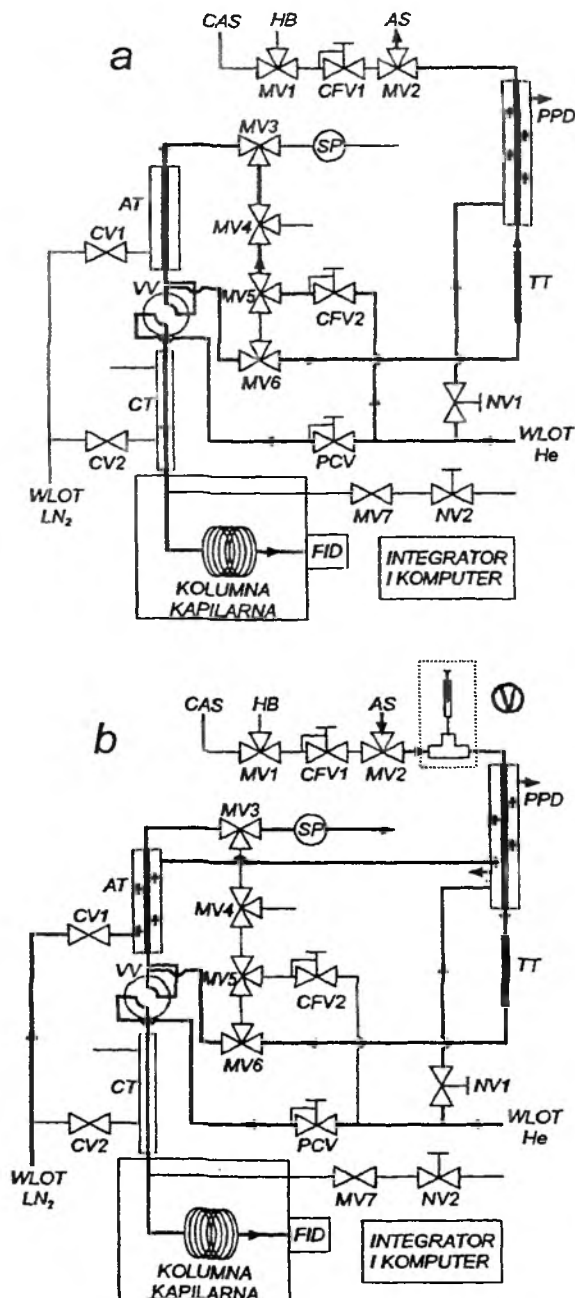 a
CAS
HB
AS
MV1
CFV1
MV2
PPD
MV3
SP
AT
CV1
MV4
VV
MV5
CFV2
TT
MV6
CT
NV1
CV2
PCV
WLOT
He
WLOT
LN₂
MV7
NV2
FID
KOLUMNA
KAPILARNA
INTEGRATOR
I KOMPUTER
b
CAS
HB
AS
V
MV1
CFV1
MV2
PPD
MV3
SP
AT
CV1
MV4
VV
MV5
CFV2
TT
MV6
CT
NV1
CV2
PCV
WLOT
He
WLOT
LN₂
MV7
NV2
FID
KOLUMNA
KAPILARNA
INTEGRATOR
I KOMPUTER